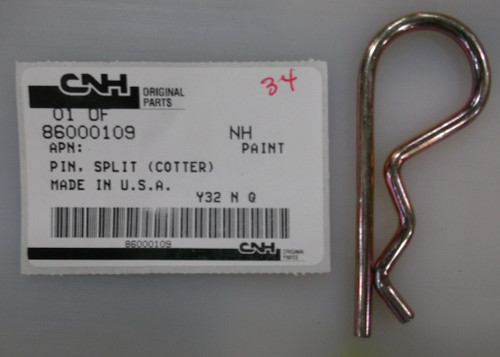 CNH ORIGINAL
PARTS
34
01 OF
86000109 NH
APN: PAINT
PIN, SPLIT (COTTER)
MADE IN U.S.A.
Y32 N Q
86000109
CNH ORIGINAL
PARTS